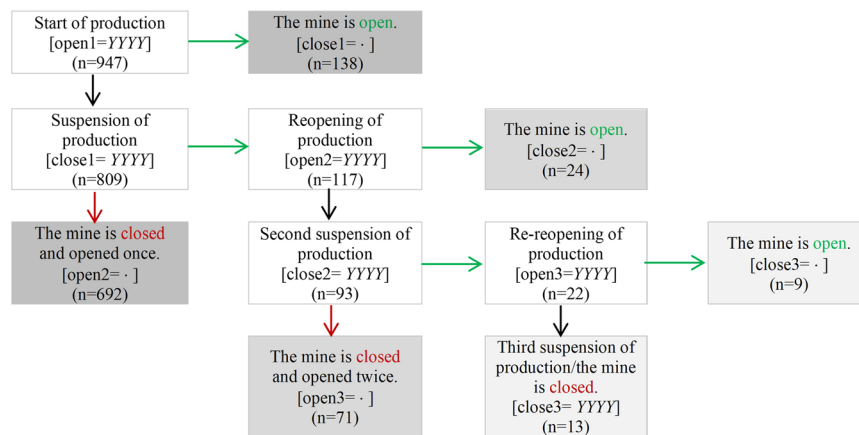 Start of production
[open1=YYYY]
(n=947)
The mine is open.
[close1= · ]
(n=138)
Suspension of
production
[close1= YYYY]
(n=809)
Reopening of
production
[open2=YYYY]
(n=117)
The mine is open.
[close2= · ]
(n=24)
The mine is closed
and opened once.
[open2= · ]
(n=692)
Second suspension of
production
[close2= YYYY]
(n=93)
Re-reopening of
production
[open3=YYYY]
(n=22)
The mine is open.
[close3= · ]
(n=9)
The mine is closed
and opened twice.
[open3= · ]
(n=71)
Third suspension of
production/the mine
is closed.
[close3= YYYY]
(n=13)